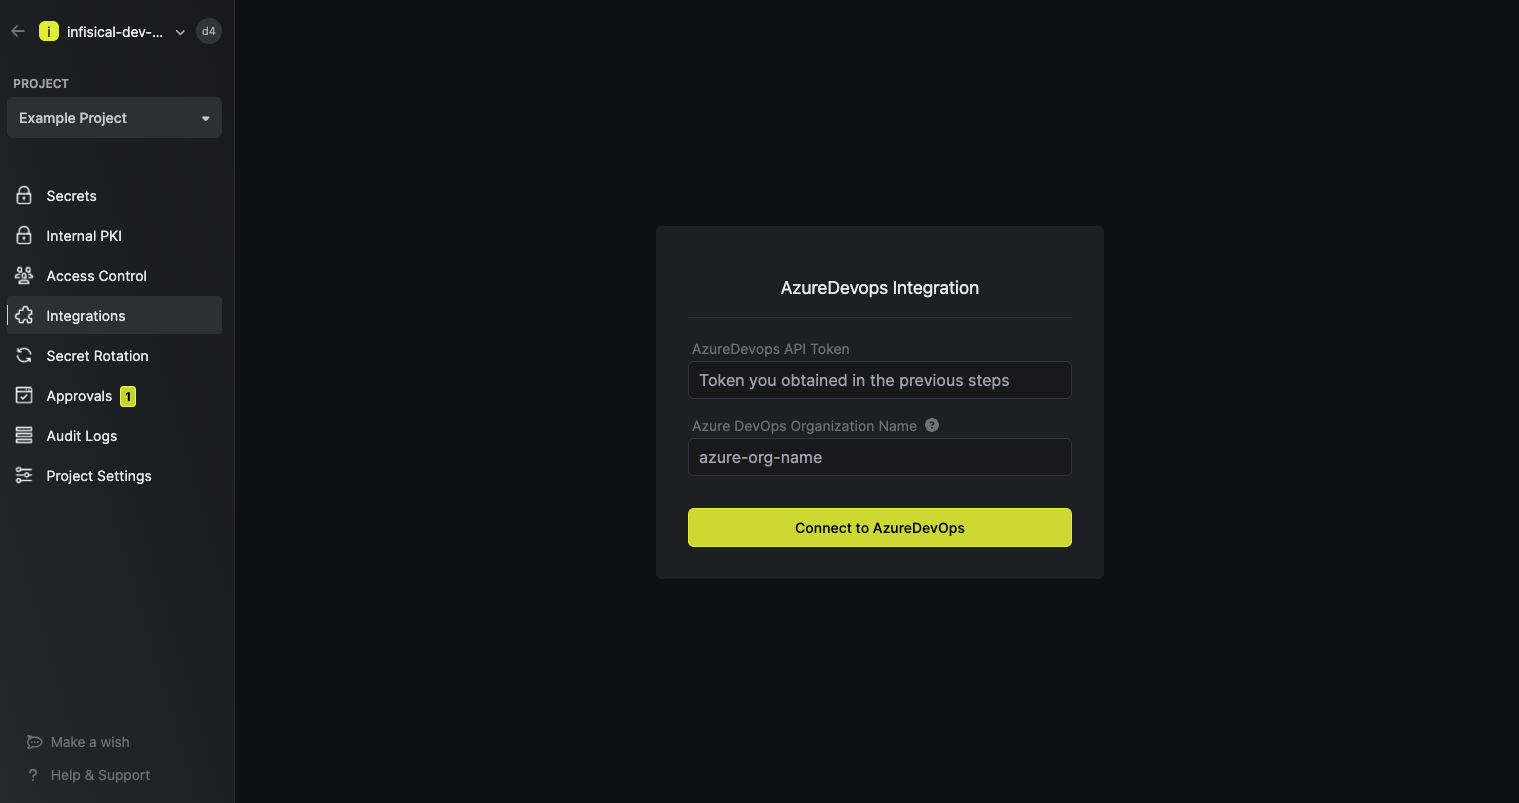 i infisical-dev-... d4
PROJECT
Example Project
Secrets
Internal PKI
Access Control
Integrations
Secret Rotation
Approvals 1
Audit Logs
Project Settings
Make a wish
? Help & Support
AzureDevops Integration
AzureDevops API Token
Token you obtained in the previous steps
Azure DevOps Organization Name ?
azure-org-name
Connect to AzureDevOps